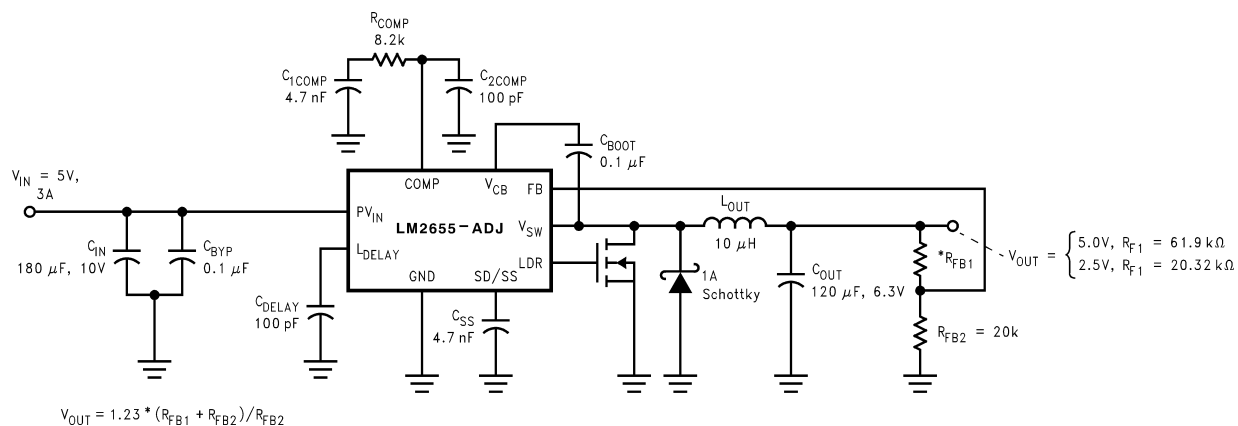 R_COMP
8.2k
C_1COMP
4.7 nF
C_2COMP
100 pF
C_BOOT
0.1 μF
V_IN = 5V,
3A
COMP
V_CB
FB
PV_IN
LM2655-ADJ
V_SW
L_DELAY
LDR
GND
SD/SS
C_IN
180 μF, 10V
C_BYP
0.1 μF
C_DELAY
100 pF
C_SS
4.7 nF
1A
Schottky
L_OUT
10 μH
C_OUT
120 μF, 6.3V
*R_FB1
R_FB2 = 20k
V_OUT =
5.0V, R_F1 = 61.9 kΩ
2.5V, R_F1 = 20.32 kΩ
V_OUT = 1.23 * (R_FB1 + R_FB2)/R_FB2